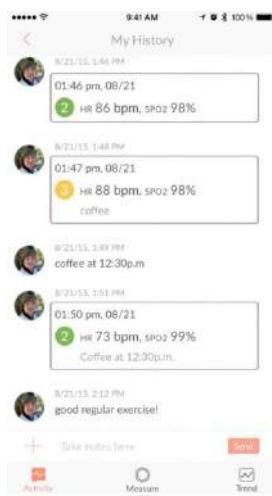 9:41 AM
100%
My History
8/21/15, 1:46 PM
01:46 pm, 08/21
2 HR 86 bpm, SPO2 98%
8/21/15, 1:48 PM
01:47 pm, 08/21
3 HR 88 bpm, SPO2 98%
coffee
8/21/15, 1:49 PM
coffee at 12:30p.m
8/21/15, 1:51 PM
01:50 pm, 08/21
2 HR 73 bpm, SPO2 99%
Coffee at 12:30p.m.
8/21/15, 2:12 PM
good regular exercise!
Take notes here
Send
Activity
Measure
Trend